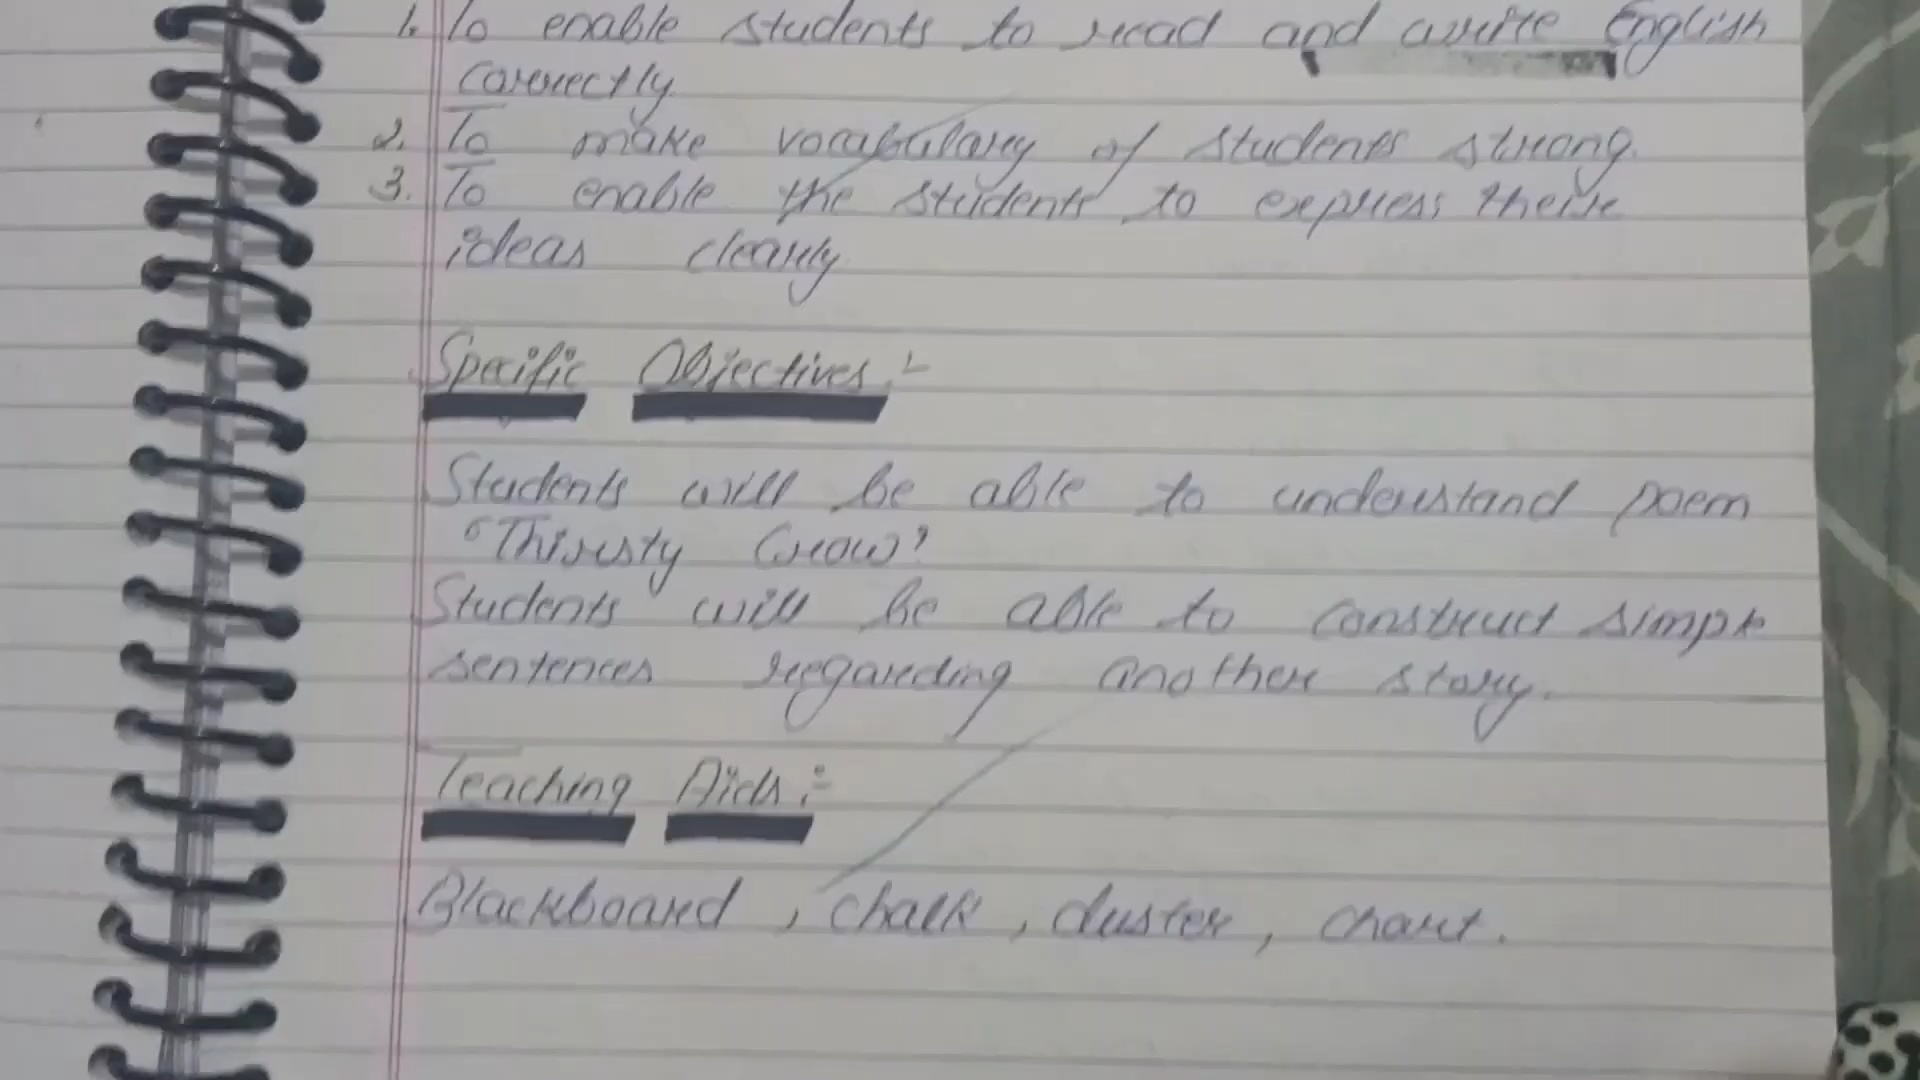 1. To enable students to read and write English
correctly.
2. To make vocabulary of students strong.
3. To enable the students to express their
ideas clearly
Specific Objectives :-
Students will be able to understand poem
"Thirsty Crow"
Students will be able to construct simple
sentences regarding another story.
Teaching Aids :-
Blackboard , chalk , duster , chart .